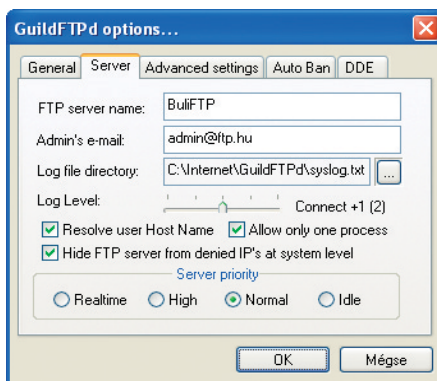 GuildFTPd options...
General Server Advanced settings Auto Ban DDE
FTP server name: BuliFTP
Admin's e-mail: admin@ftp.hu
Log file directory: C:\Internet\GuildFTPd\syslog.txt ...
Log Level: Connect +1 (2)
Resolve user Host Name Allow only one process
Hide FTP server from denied IP's at system level
Server priority
Realtime High Normal Idle
OK Mégse